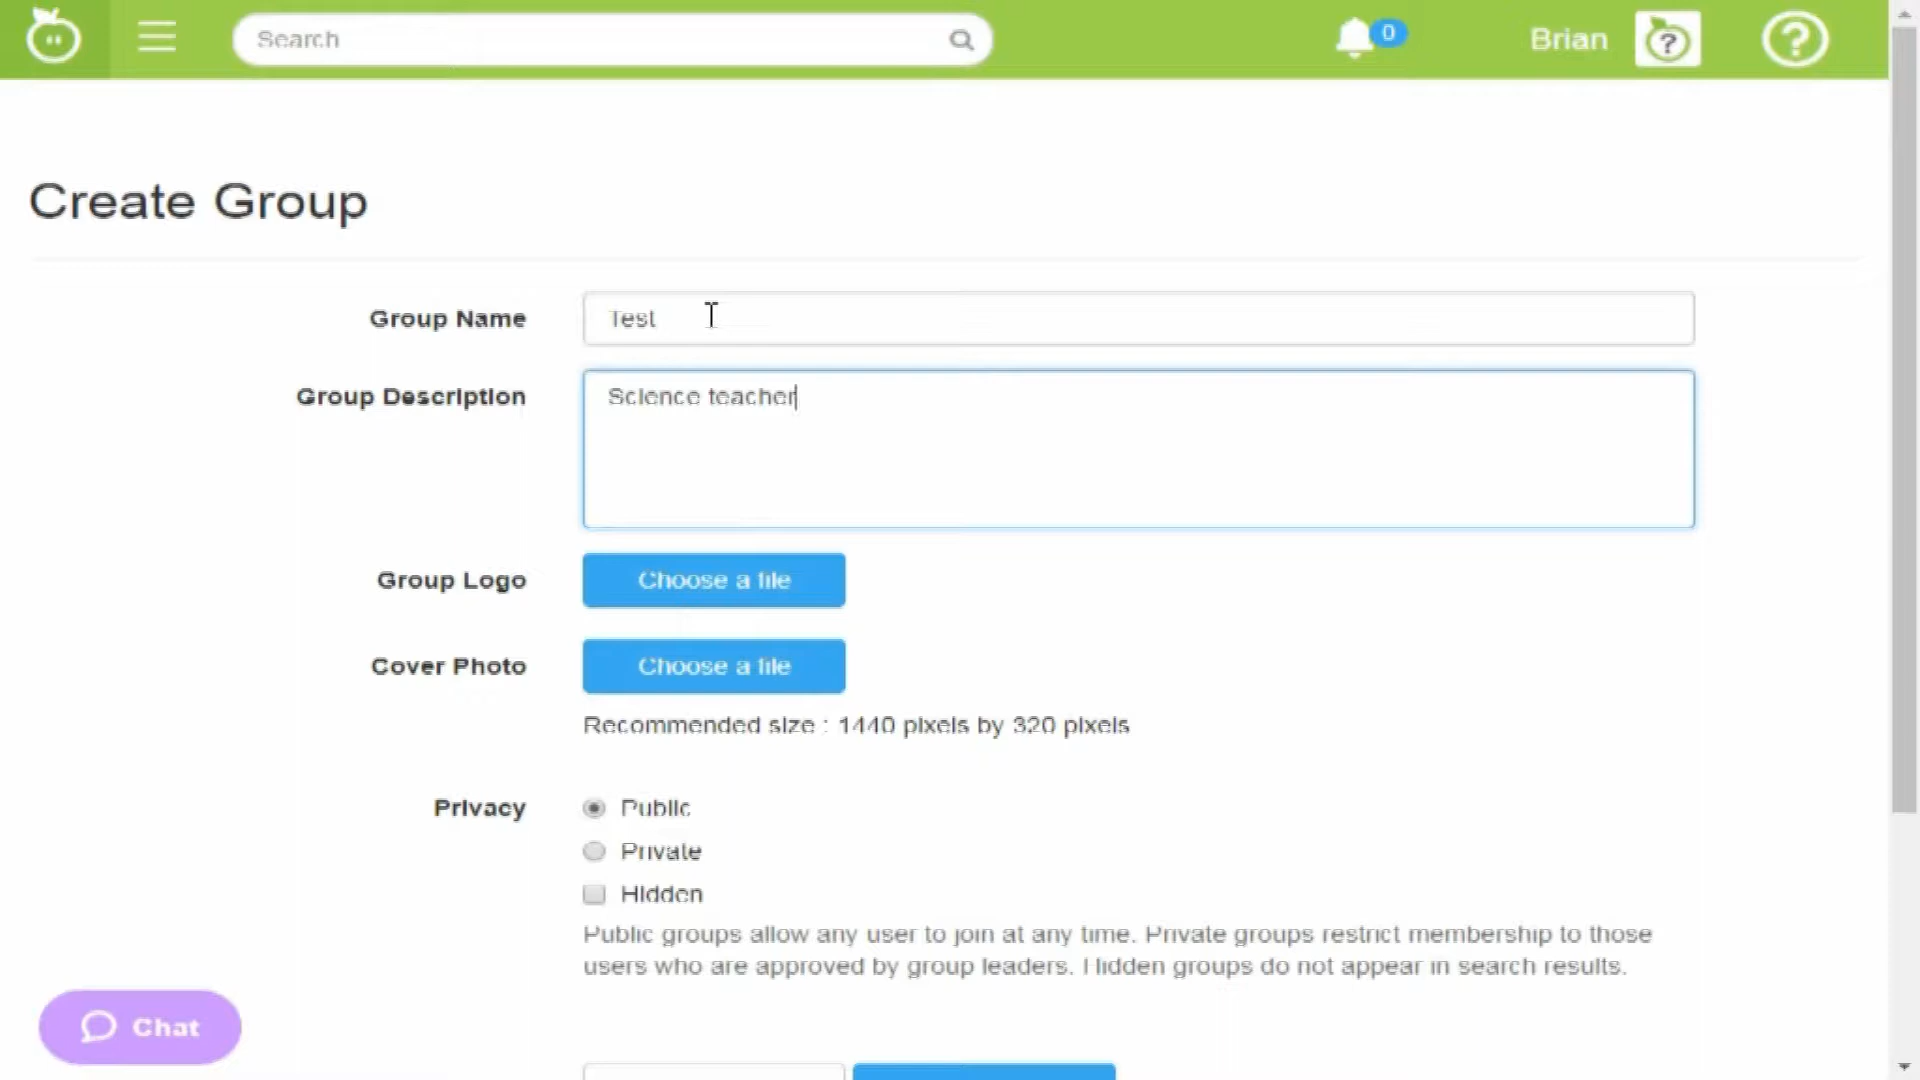 Search
0
Brian
?
?
Create Group
Group Name
Test
Group Description
Science teacher
Group Logo
Choose a file
Cover Photo
Choose a file
Recommended size : 1440 pixels by 320 pixels
Privacy
Public
Private
Hidden
Public groups allow any user to join at any time. Private groups restrict membership to those
users who are approved by group leaders. Hidden groups do not appear in search results.
Chat